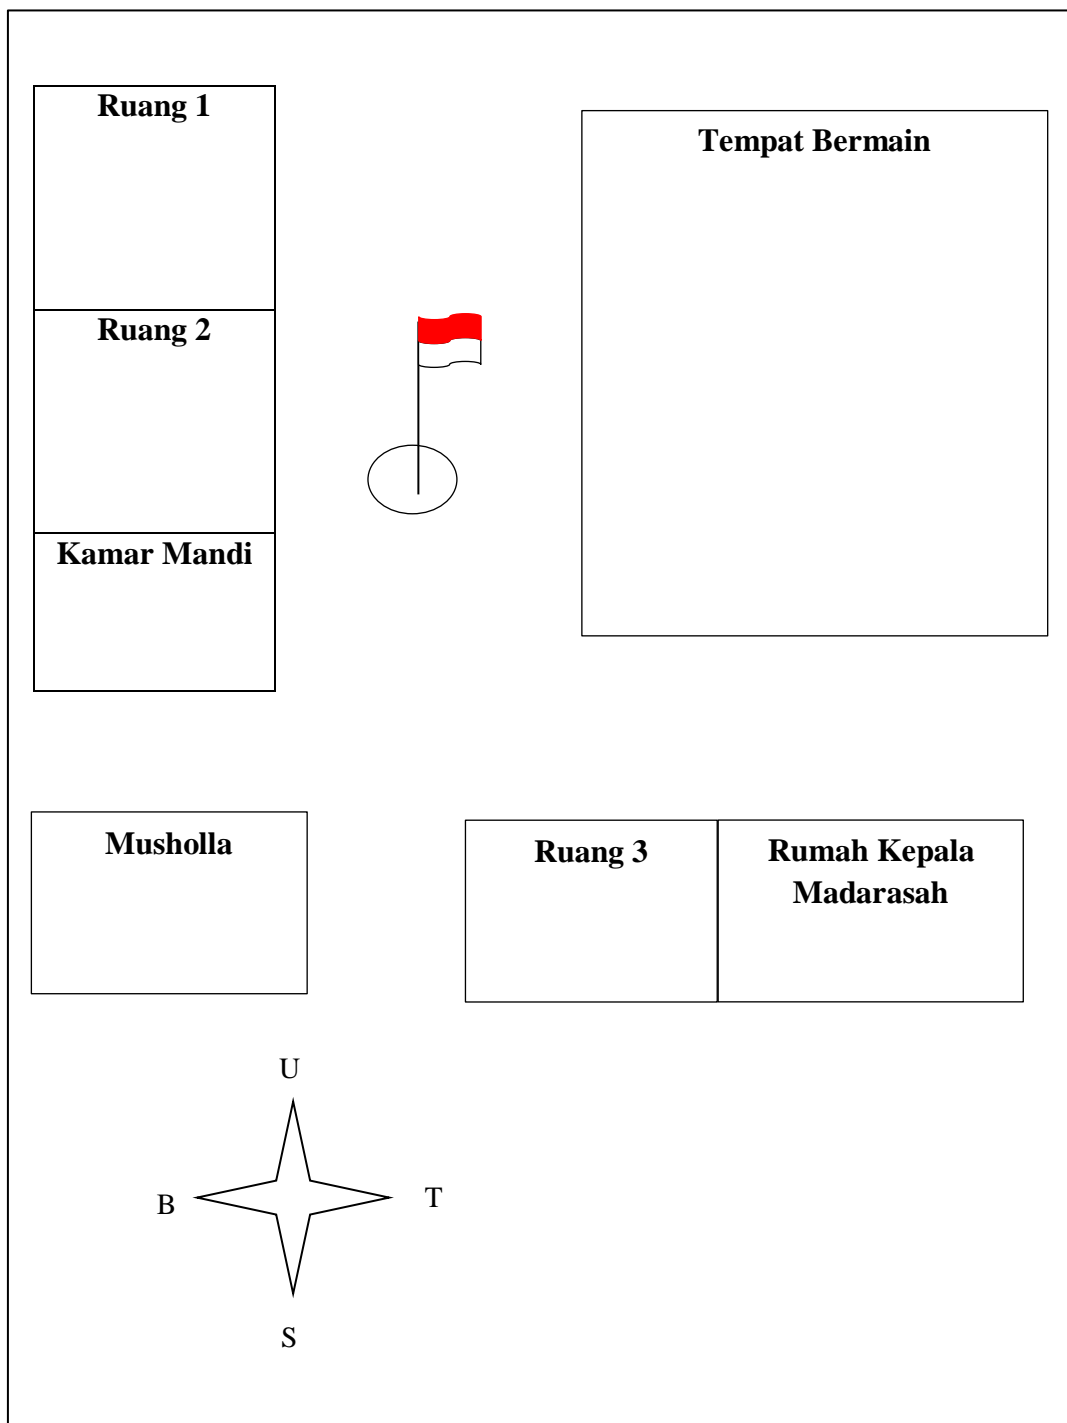 Ruang 1
Tempat Bermain
Ruang 2
Kamar Mandi
Musholla
Ruang 3
Rumah Kepala
Madarasah
U
B
T
S